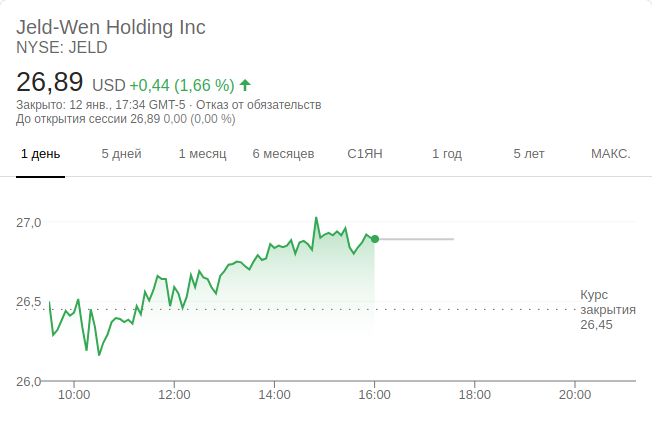 Jeld-Wen Holding Inc
NYSE: JELD
26,89 USD +0,44 (1,66 %)
Закрыто: 12 янв., 17:34 GMT-5 · Отказ от обязательств
До открытия сессии 26,89 0,00 (0,00 %)
1 день 5 дней 1 месяц 6 месяцев С1ЯН 1 год 5 лет МАКС.
27,0
26,5
Курс
закрытия
26,45
26,0
10:00 12:00 14:00 16:00 18:00 20:00